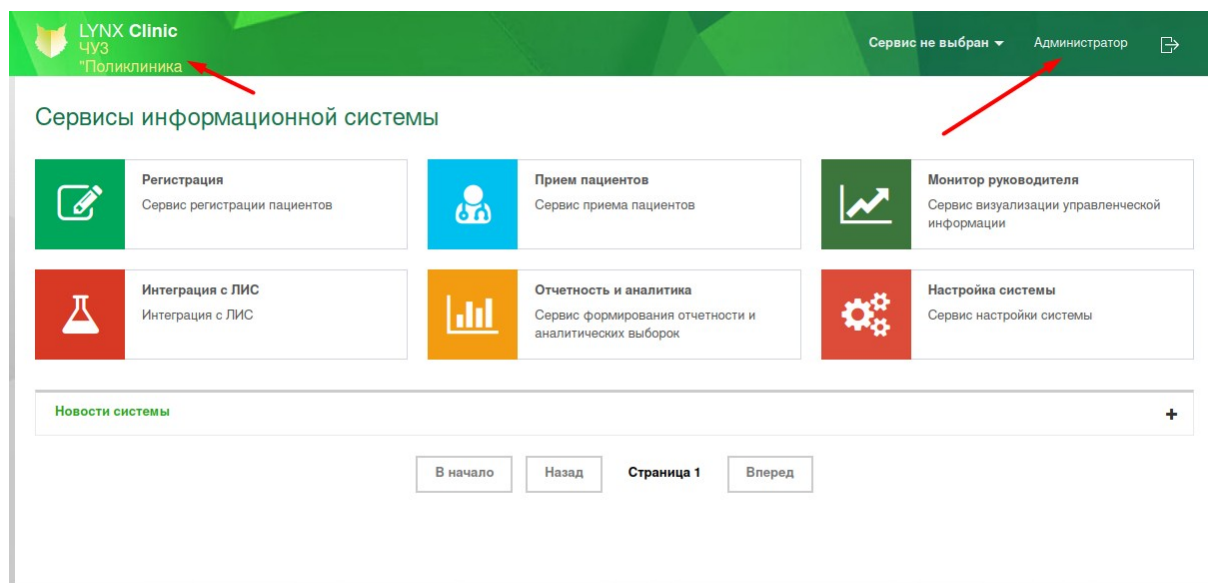 LYNX Clinic
ЧУЗ
"Поликлиника
Сервис не выбран
Администратор
Сервисы информационной системы
Регистрация
Сервис регистрации пациентов
Прием пациентов
Сервис приема пациентов
Монитор руководителя
Сервис визуализации управленческой
информации
Интеграция с ЛИС
Интеграция с ЛИС
Отчетность и аналитика
Сервис формирования отчетности и
аналитических выборок
Настройка системы
Сервис настройки системы
Новости системы
В начало
Назад
Страница 1
Вперед